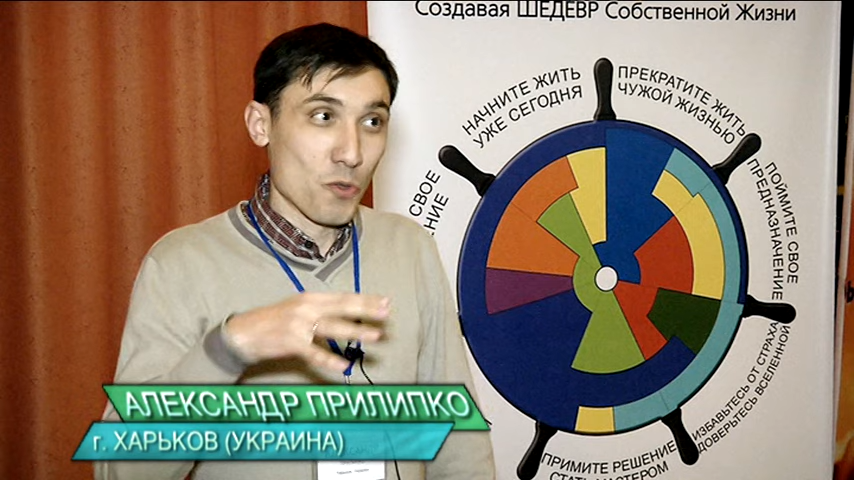 Создавая ШЕДЕВР Собственной Жизни
НАЧНИТЕ ЖИТЬ
УЖЕ СЕГОДНЯ
ПРЕКРАТИТЕ ЖИТЬ
ЧУЖОЙ ЖИЗНЬЮ
ПОЙМИТЕ СВОЕ
ПРЕДНАЗНАЧЕНИЕ
СВОЕ
ИЗБАВЬТЕСЬ ОТ СТРАХА
ДОВЕРЬТЕСЬ ВСЕЛЕННОЙ
ПРИМИТЕ РЕШЕНИЕ
СТАТЬ МАСТЕРОМ
АЛЕКСАНДР ПРИЛИПКО
г. ХАРЬКОВ (УКРАИНА)